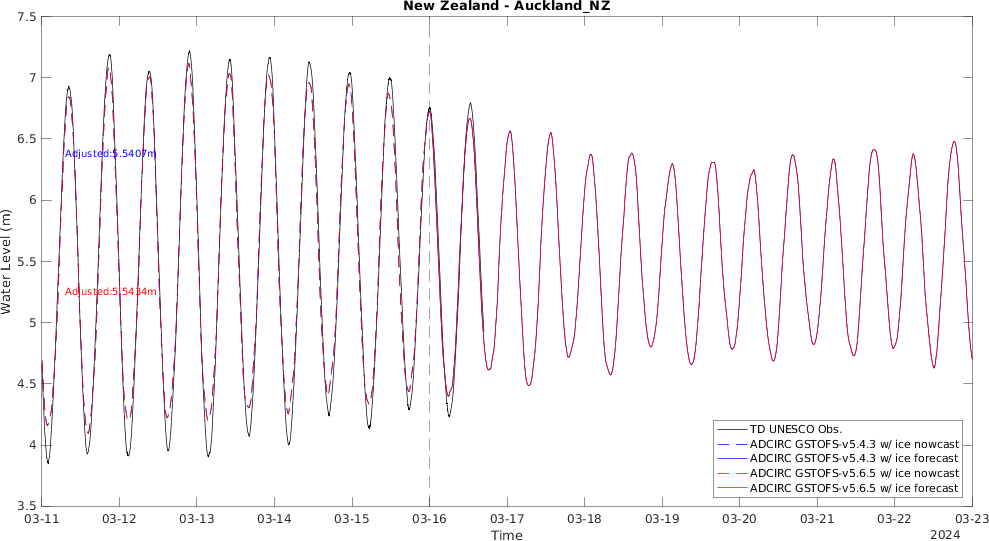 New Zealand - Auckland_NZ
7.5
7
6.5
6
5.5
5
4.5
4
3.5
Water Level (m)
Adjusted:5.5407m
Adjusted:5.5434m
TD UNESCO Obs.
ADCIRC GSTOFS-v5.4.3 w/ ice nowcast
ADCIRC GSTOFS-v5.4.3 w/ ice forecast
ADCIRC GSTOFS-v5.6.5 w/ ice nowcast
ADCIRC GSTOFS-v5.6.5 w/ ice forecast
03-11 03-12 03-13 03-14 03-15 03-16 03-17 03-18 03-19 03-20 03-21 03-22 03-23
Time
2024